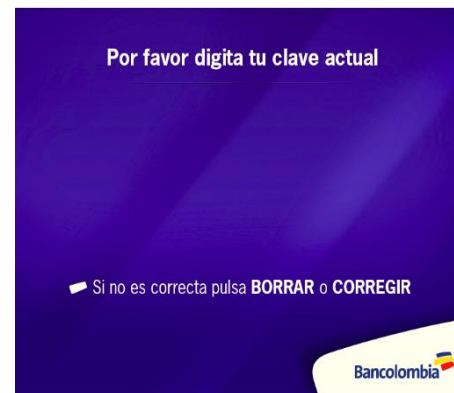 Por favor digita tu clave actual
Si no es correcta pulsa BORRAR o CORREGIR
Bancolombia